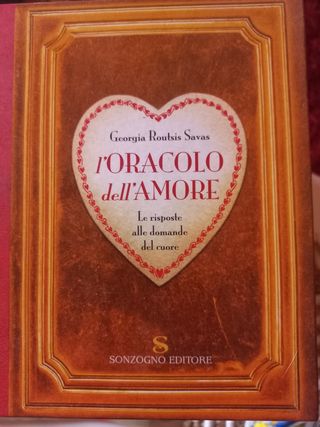 Georgia Routsis Savas
l'ORACOLO
dell'AMORE
Le risposte
alle domande
del cuore
S
SONZOGNO EDITORE